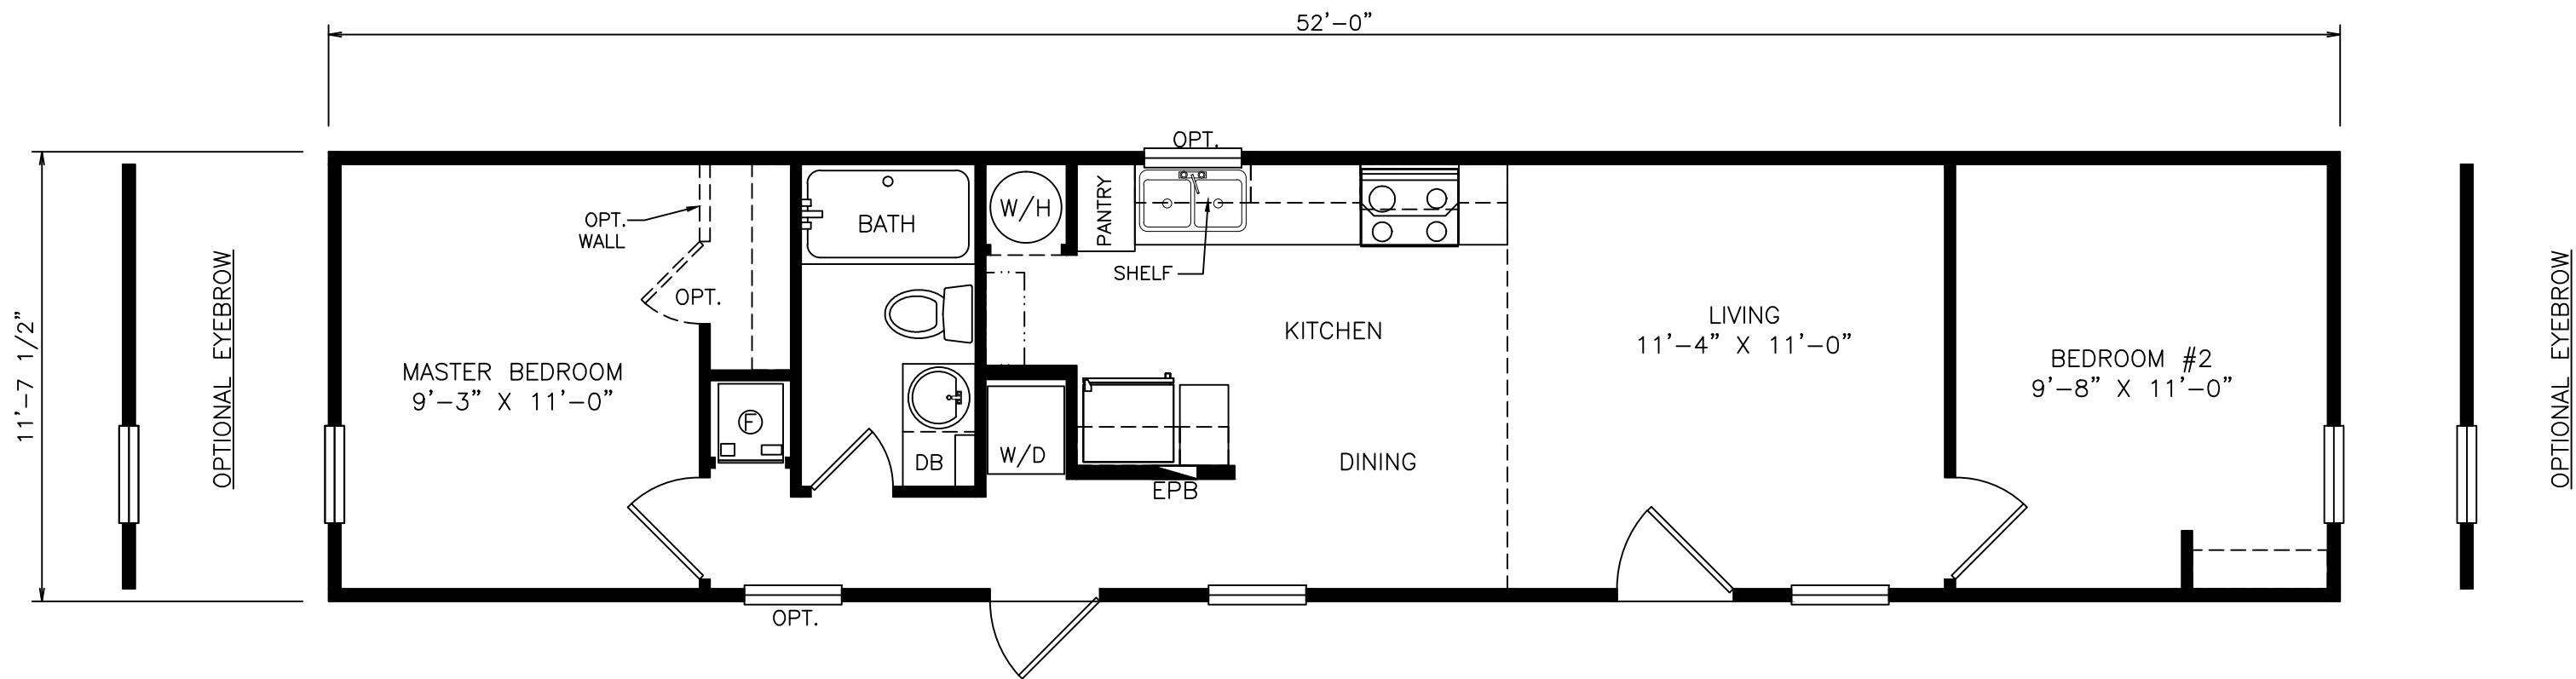 52'-0"
11'-7 1/2"
OPTIONAL EYEBROW
OPT.
WALL
OPT.
MASTER BEDROOM
9'-3" X 11'-0"
F
BATH
DB
W/H
W/D
PANTRY
OPT.
SHELF
KITCHEN
DINING
EPB
OPT.
LIVING
11'-4" X 11'-0"
BEDROOM #2
9'-8" X 11'-0"
OPTIONAL EYEBROW